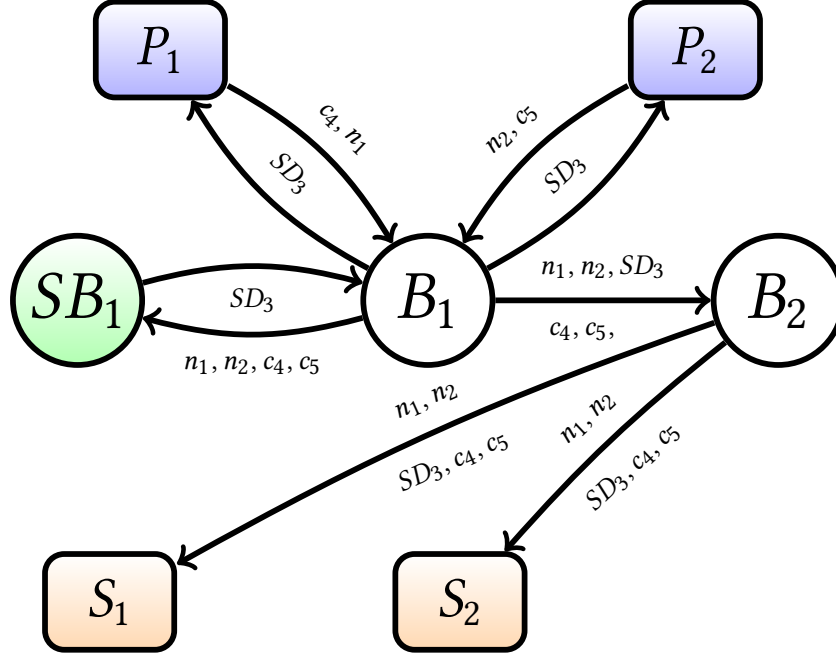 P1
P2
c4, n1
n2, c5
SD3
SD3
n1, n2, SD3
SB1
SD3
B1
B2
c4, c5,
n1, n2, c4, c5
n1, n2
n1, n2
SD3, c4, c5
SD3, c4, c5
S1
S2